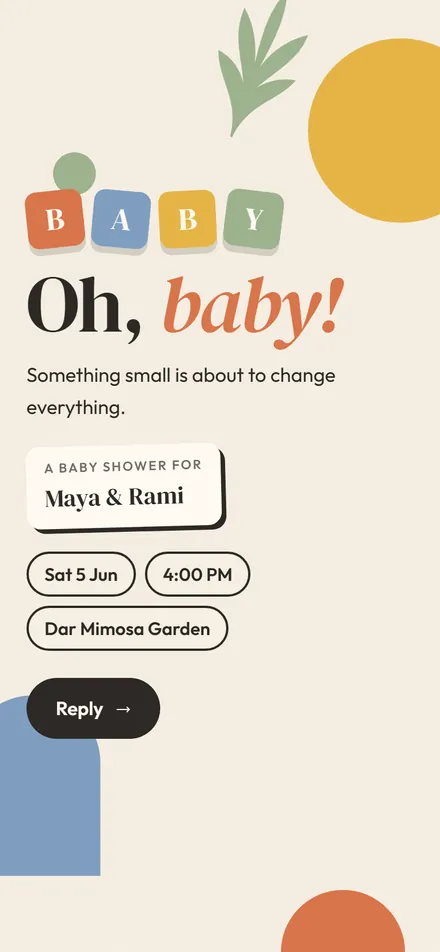 BABY
Oh, baby!
Something small is about to change
everything.
A BABY SHOWER FOR
Maya & Rami
Sat 5 Jun
4:00 PM
Dar Mimosa Garden
Reply →